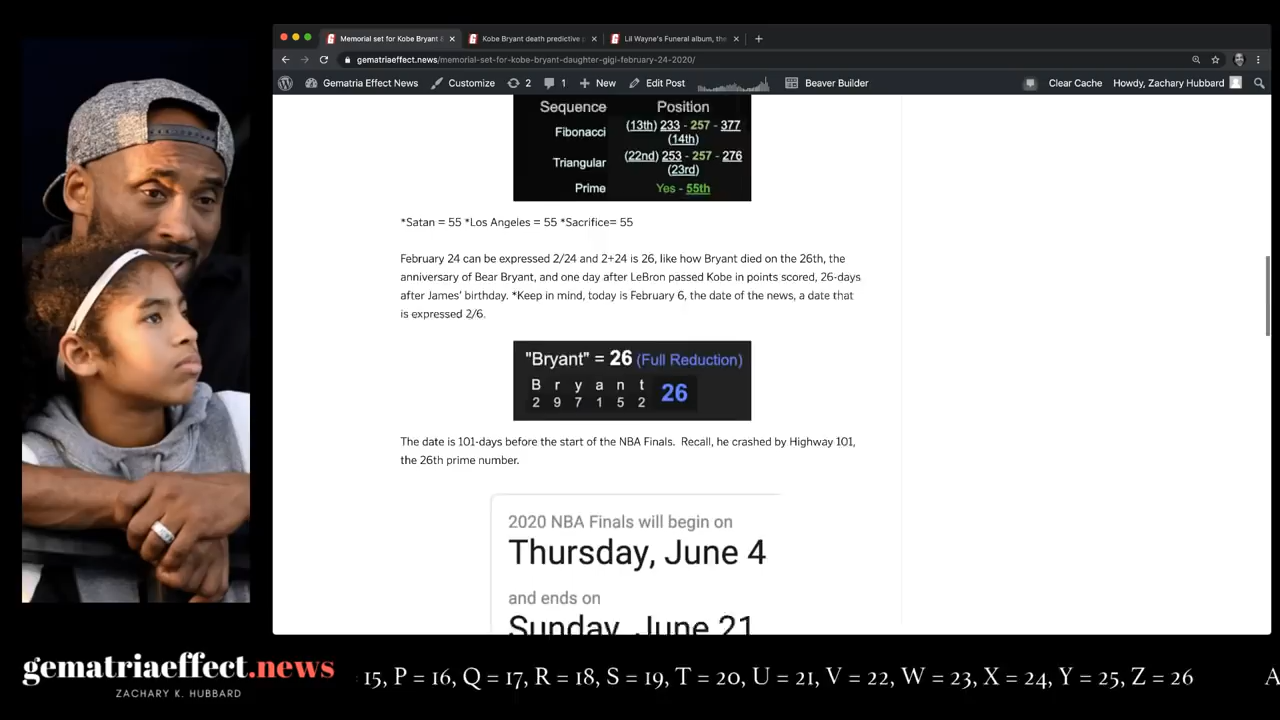 Memorial set for Kobe Bryant &
Kobe Bryant death predictive p
Lil Wayne's Funeral album, the
gematriaeffect.news/memorial-set-for-kobe-bryant-daughter-gigi-february-24-2020/
Gematria Effect News Customize 2 1 New Edit Post Beaver Builder Clear Cache Howdy, Zachary Hubbard
Sequence Position
Fibonacci (13th) 233 - 257 - 377
(14th)
Triangular (22nd) 253 - 257 - 276
(23rd)
Prime Yes - 55th
*Satan = 55 *Los Angeles = 55 *Sacrifice= 55
February 24 can be expressed 2/24 and 2+24 is 26, like how Bryant died on the 26th, the
anniversary of Bear Bryant, and one day after LeBron passed Kobe in points scored, 26-days
after James' birthday. *Keep in mind, today is February 6, the date of the news, a date that
is expressed 2/6.
"Bryant" = 26 (Full Reduction)
B r y a n t
2 9 7 1 5 2
26
The date is 101-days before the start of the NBA Finals. Recall, he crashed by Highway 101,
the 26th prime number.
2020 NBA Finals will begin on
Thursday, June 4
and ends on
Sunday, June 21
gematriaeffect.news
ZACHARY K. HUBBARD
= 15, P = 16, Q = 17, R = 18, S = 19, T = 20, U = 21, V = 22, W = 23, X = 24, Y = 25, Z = 26 A